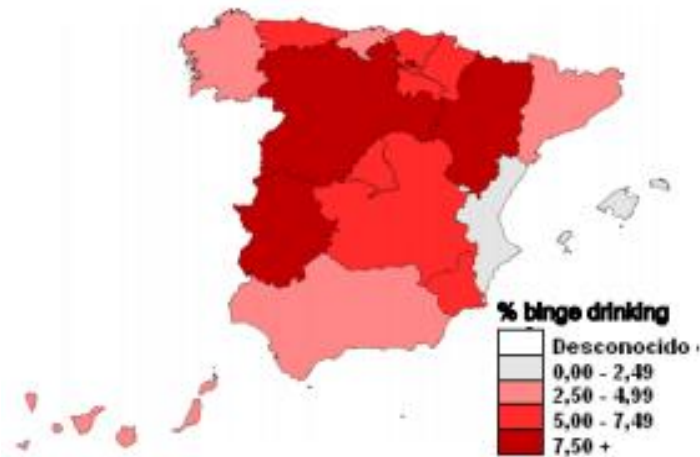 % binge drinking
Desconocido
0,00 - 2,49
2,50 - 4,99
5,00 - 7,49
7,50 +